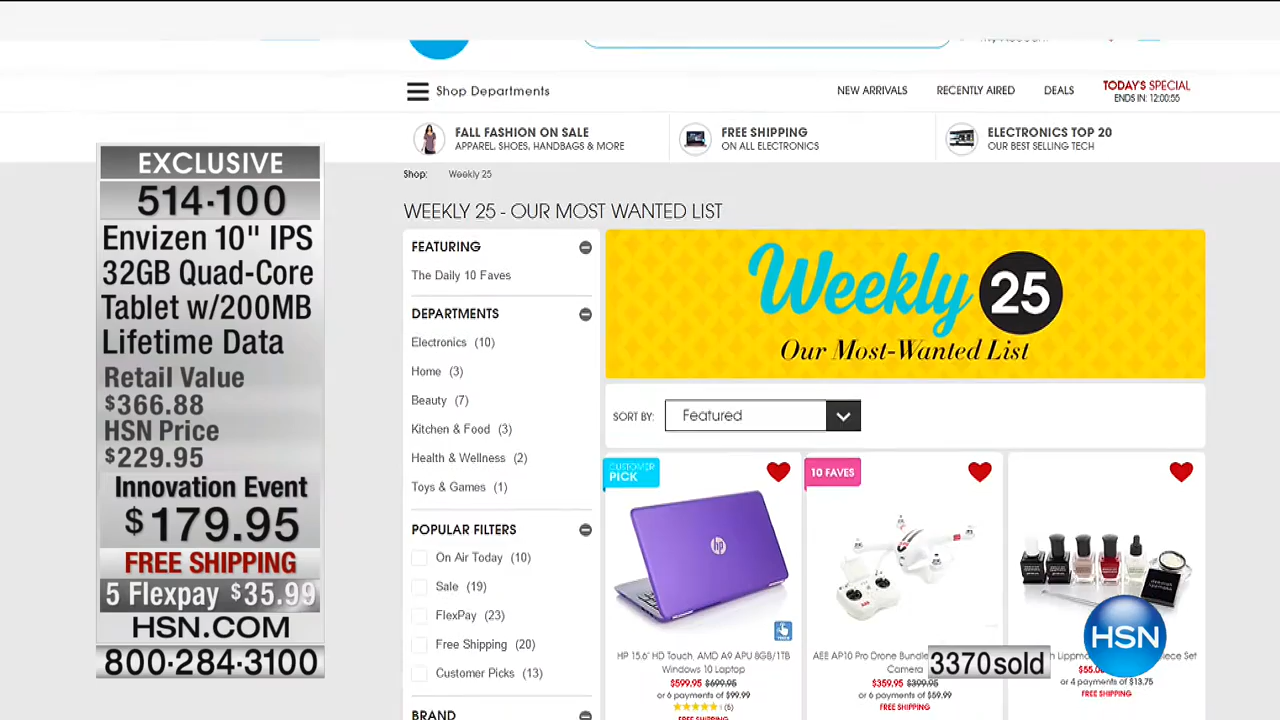 Shop Departments
NEW ARRIVALS
RECENTLY AIRED
DEALS
TODAY'S SPECIAL
ENDS IN: 12:00:55
FALL FASHION ON SALE
APPAREL, SHOES, HANDBAGS & MORE
FREE SHIPPING
ON ALL ELECTRONICS
ELECTRONICS TOP 20
OUR BEST SELLING TECH
EXCLUSIVE
514-100
Envizen 10" IPS
32GB Quad-Core
Tablet w/200MB
Lifetime Data
Retail Value
$366.88
HSN Price
$229.95
Innovation Event
$179.95
FREE SHIPPING
5 Flexpay $35.99
HSN.COM
800-284-3100
Shop: Weekly 25
WEEKLY 25 - OUR MOST WANTED LIST
FEATURING
The Daily 10 Faves
DEPARTMENTS
Electronics (10)
Home (3)
Beauty (7)
Kitchen & Food (3)
Health & Wellness (2)
Toys & Games (1)
POPULAR FILTERS
On Air Today (10)
Sale (19)
FlexPay (23)
Free Shipping (20)
Customer Picks (13)
BRAND
Weekly 25
Our Most-Wanted List
SORT BY: Featured
CUSTOMER
PICK
hp
HP 15.6" HD Touch, AMD A9 APU 8GB/1TB
Windows 10 Laptop
$599.95 $699.95
or 6 payments of $99.99
(5)
FREE SHIPPING
10 FAVES
AEE AP10 Pro Drone Bundle
Camera
$359.95 $399.95
or 6 payments of $59.99
FREE SHIPPING
Set
or 4 payments of $13.75
FREE SHIPPING
HSN
3370 sold